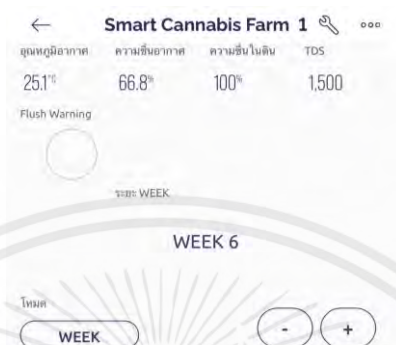 Smart Cannabis Farm 1
อุณหภูมิอากาศ ความชื้นอากาศ ความชื้นในดิน TDS
25.1°C 66.8% 100% 1,500
Flush Warning
ระยะ WEEK
WEEK 6
โหมด
WEEK - +